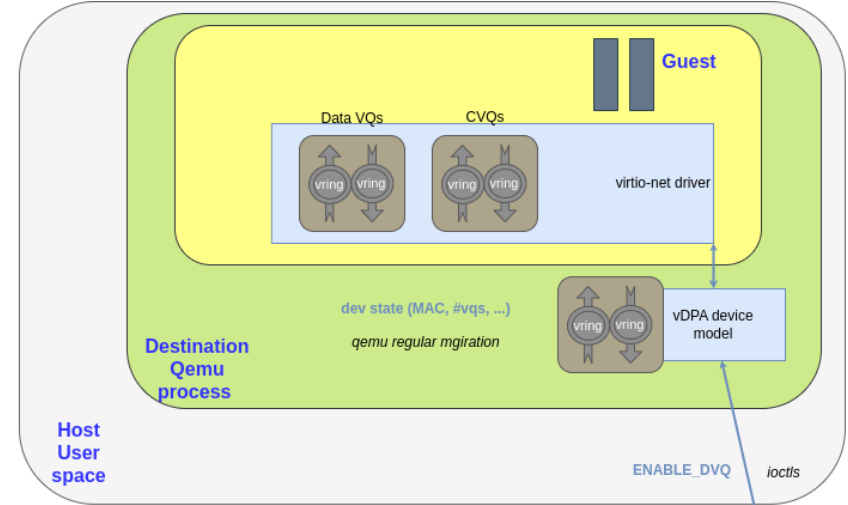 Guest
Data VQs
CVQs
vring
vring
vring
vring
virtio-net driver
dev state (MAC, #vqs, ...)
vDPA device
model
vring
vring
qemu regular mgiration
Destination
Qemu
process
Host
User
space
ENABLE_DVQ
ioctls